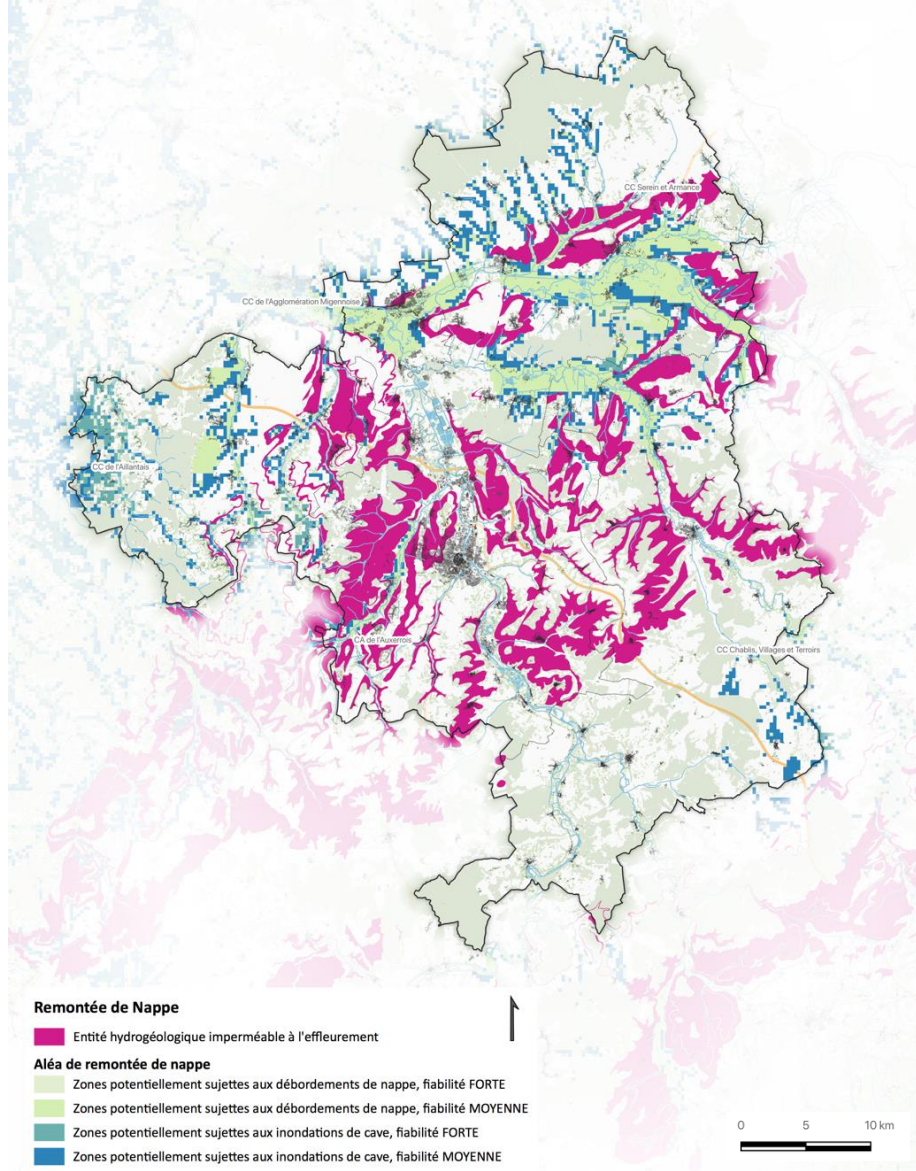 CC Serein et Armance
CC de l'Agglomération Migennoise
CC de l'Aillantais
CA de l'Auxerrois
CC Chablis, Villages et Terroirs
Remontée de Nappe
Entité hydrogéologique imperméable à l'effleurement
Aléa de remontée de nappe
Zones potentiellement sujettes aux débordements de nappe, fiabilité FORTE
Zones potentiellement sujettes aux débordements de nappe, fiabilité MOYENNE
Zones potentiellement sujettes aux inondations de cave, fiabilité FORTE
Zones potentiellement sujettes aux inondations de cave, fiabilité MOYENNE
0 5 10 km